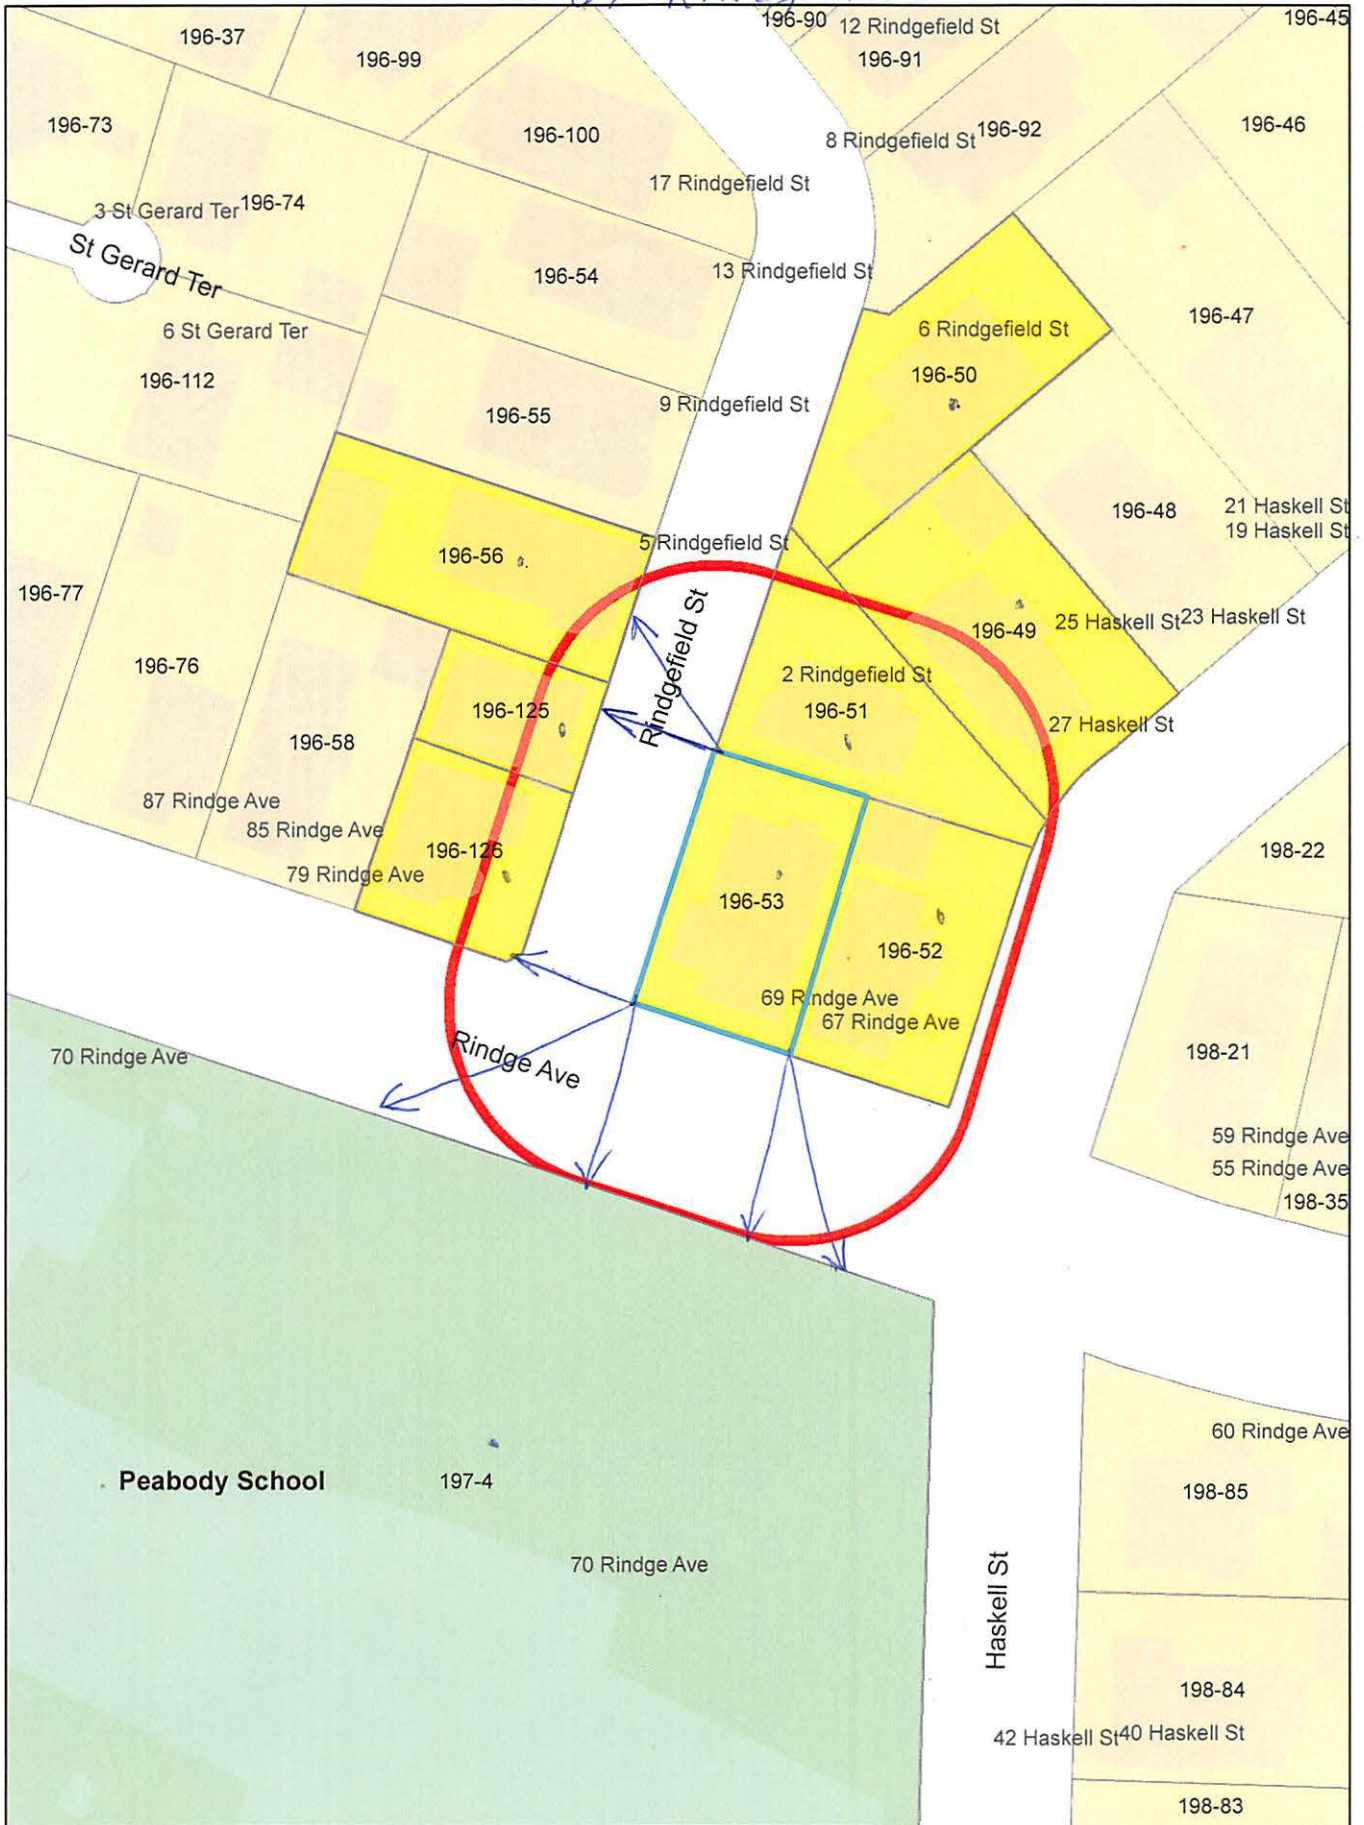 196-90
12 Rindgefield St
196-45
196-37
196-99
196-91
196-73
196-100
8 Rindgefield St
196-92
196-46
17 Rindgefield St
3 St Gerard Ter
196-74
St Gerard Ter
196-54
13 Rindgefield St
6 St Gerard Ter
6 Rindgefield St
196-47
196-112
196-50
196-55
9 Rindgefield St
196-48
21 Haskell St
19 Haskell St
5 Rindgefield St
196-56
196-77
Rindgefield St
25 Haskell St
23 Haskell St
196-49
196-76
2 Rindgefield St
196-125
196-51
27 Haskell St
196-58
87 Rindge Ave
85 Rindge Ave
196-126
198-22
79 Rindge Ave
196-53
196-52
69 Rindge Ave
67 Rindge Ave
70 Rindge Ave
Rindge Ave
198-21
59 Rindge Ave
55 Rindge Ave
198-35
60 Rindge Ave
Peabody School
197-4
198-85
70 Rindge Ave
Haskell St
198-84
42 Haskell St
40 Haskell St
198-83